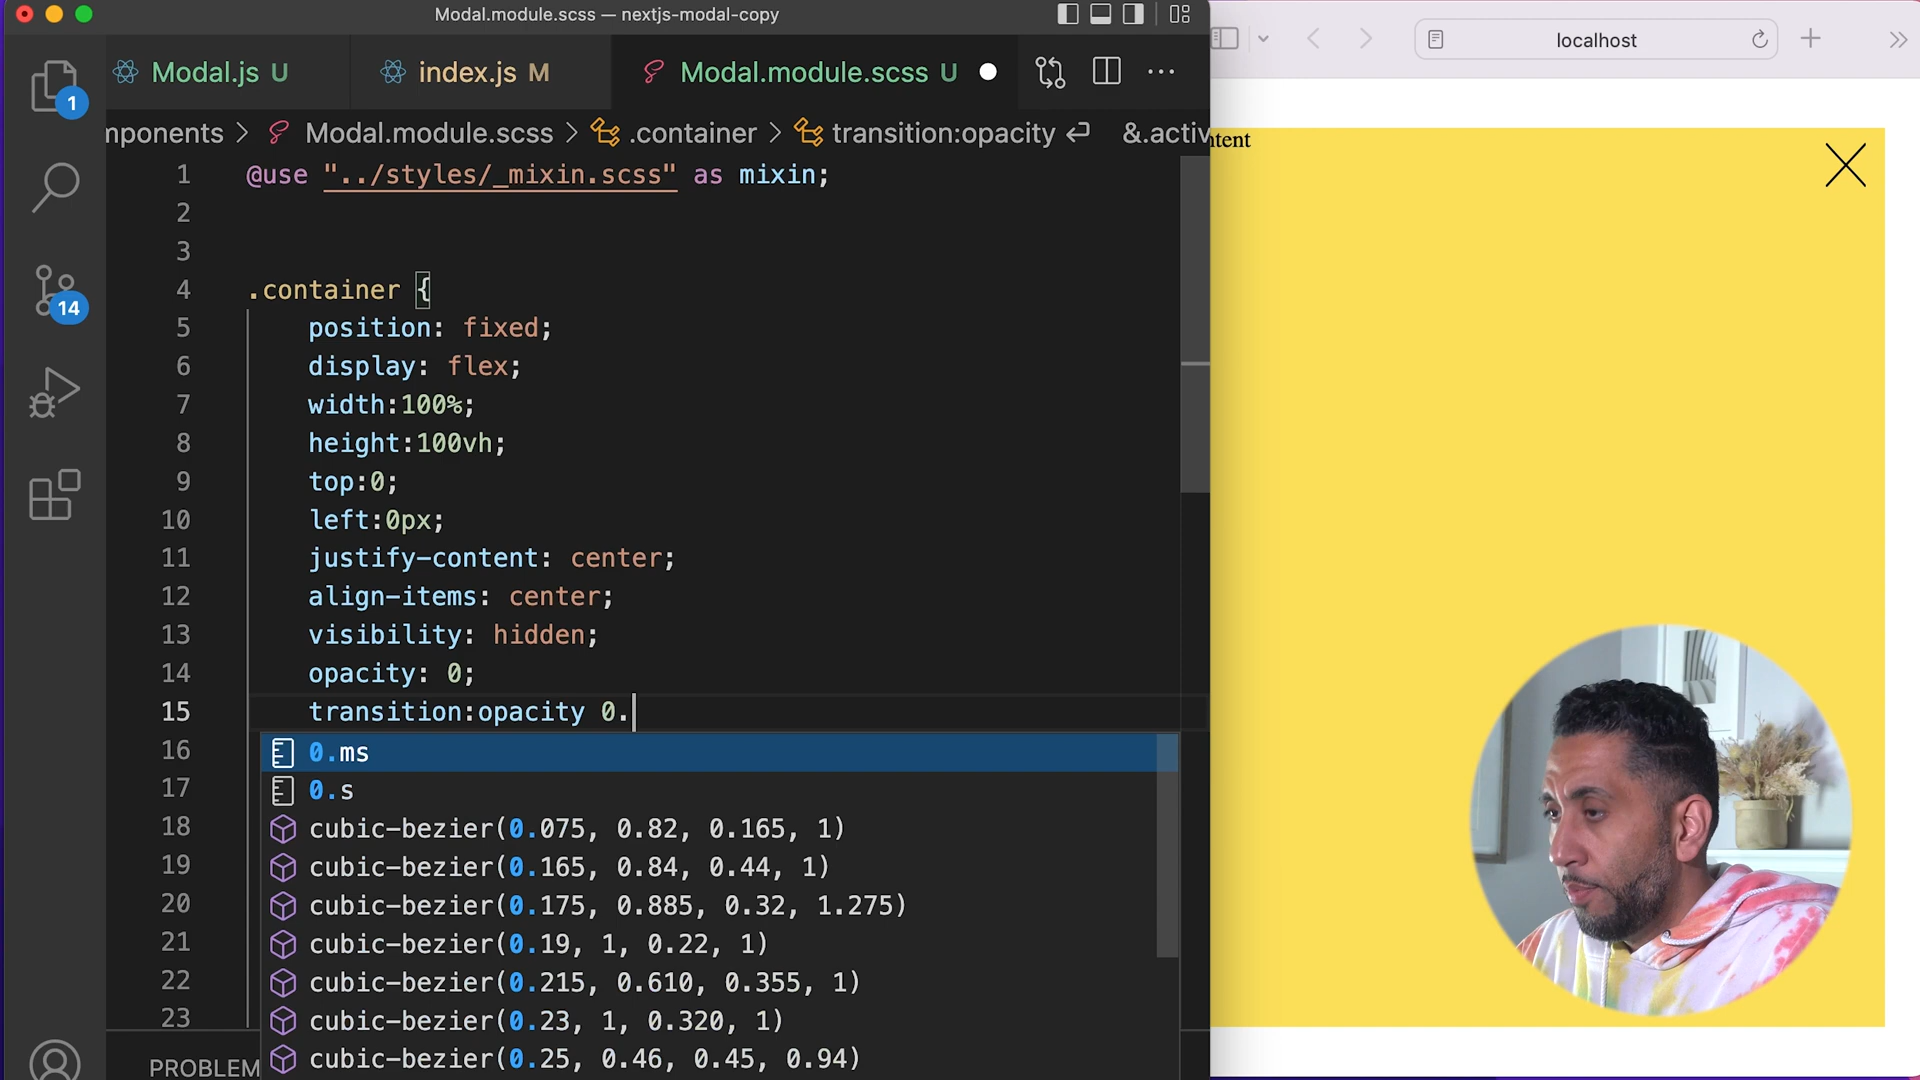 Modal.module.scss — nextjs-modal-copy
Modal.js U
index.js M
Modal.module.scss U
mponents > Modal.module.scss > .container > transition:opacity ↩ &.activ
1 @use "../styles/_mixin.scss" as mixin;
2
3
4 .container {
5 position: fixed;
6 display: flex;
7 width:100%;
8 height:100vh;
9 top:0;
10 left:0px;
11 justify-content: center;
12 align-items: center;
13 visibility: hidden;
14 opacity: 0;
15 transition:opacity 0.
16 0.ms
17 0.s
18 cubic-bezier(0.075, 0.82, 0.165, 1)
19 cubic-bezier(0.165, 0.84, 0.44, 1)
20 cubic-bezier(0.175, 0.885, 0.32, 1.275)
21 cubic-bezier(0.19, 1, 0.22, 1)
22 cubic-bezier(0.215, 0.610, 0.355, 1)
23 cubic-bezier(0.23, 1, 0.320, 1)
cubic-bezier(0.25, 0.46, 0.45, 0.94)
PROBLEM
1
14
localhost
ntent